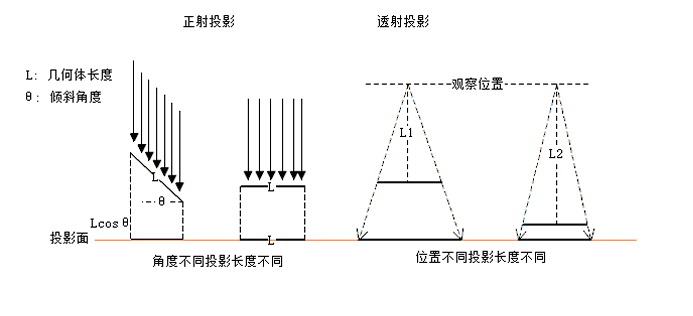 正射投影
透射投影
L: 几何体长度
θ: 倾斜角度
观察位置
L1
L2
L
θ
L
Lcosθ
投影面
L
角度不同投影长度不同
位置不同投影长度不同